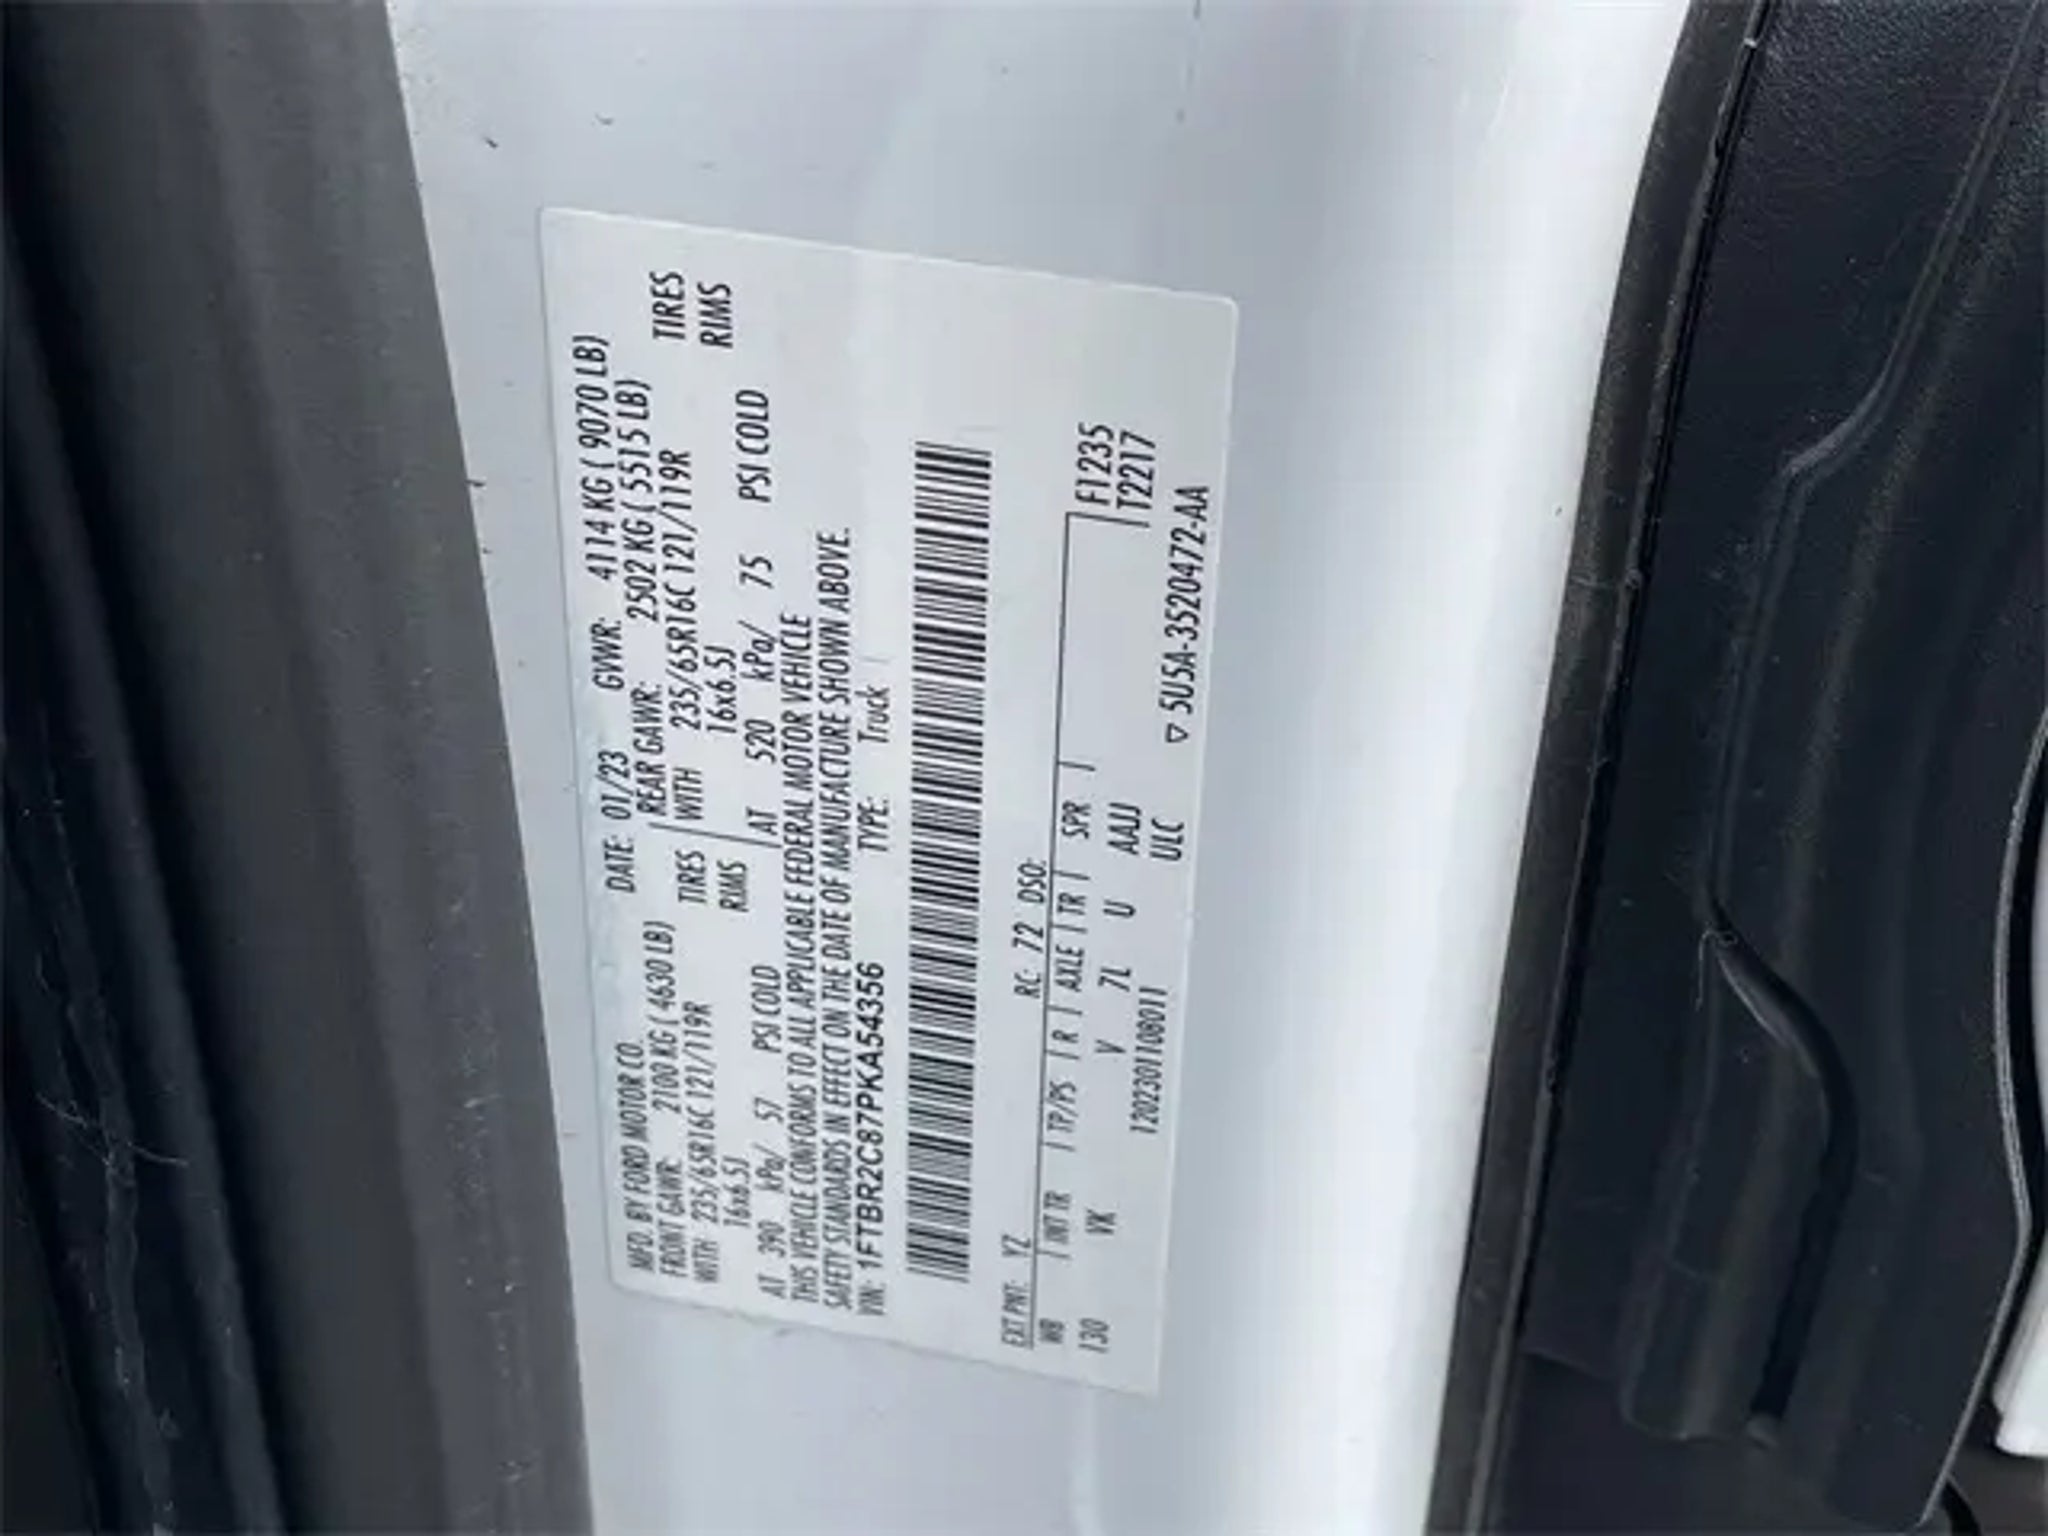 MFD. BY FORD MOTOR CO. DATE: 01/23 GVWR: 4114 KG ( 9070 LB)
FRONT GAWR: 2100 KG ( 4630 LB) REAR GAWR: 2502 KG ( 5515 LB)
WITH 235/65R16C 121/119R TIRES WITH 235/65R16C 121/119R TIRES
16x6.5J RIMS 16x6.5J RIMS
AT 390 kPa/ 57 PSI COLD AT 520 kPa/ 75 PSI COLD
THIS VEHICLE CONFORMS TO ALL APPLICABLE FEDERAL MOTOR VEHICLE
SAFETY STANDARDS IN EFFECT ON THE DATE OF MANUFACTURE SHOWN ABOVE.
VIN: 1FTBR2C87PKA54356 TYPE: Truck
EXT PNT: YZ RC: 72 DSO:
WB INT TR TP/PS R AXLE TR SPR F1235
130 VK V 7L U AAJJ T2217
120230110801I ULC ▽ 5U5A-3520472-AA